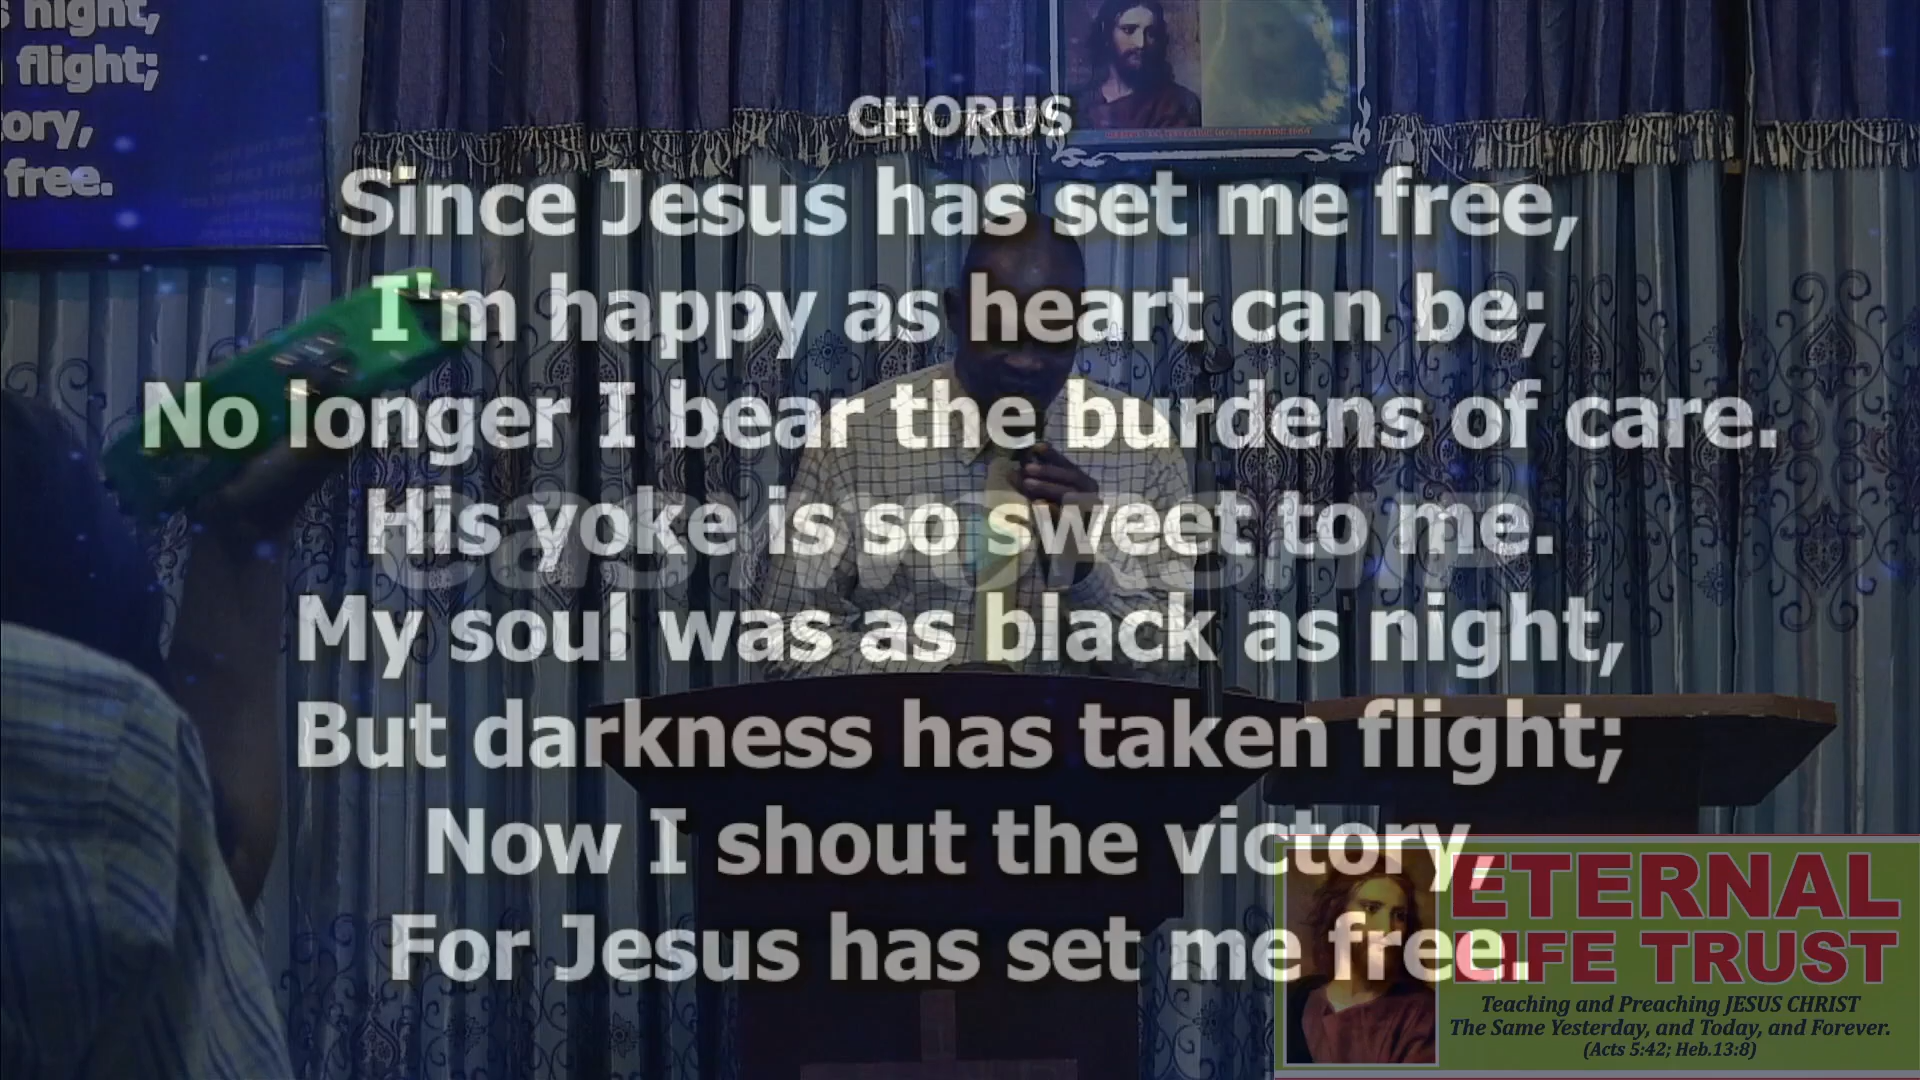 s night,
flight;
ory,
free.
CHORUS
Since Jesus has set me free,
I'm happy as heart can be;
No longer I bear the burdens of care.
His yoke is so sweet to me.
My soul was as black as night,
But darkness has taken flight;
Now I shout the victory,
For Jesus has set me free.
easyworship
ETERNAL
LIFE TRUST
Teaching and Preaching JESUS CHRIST
The Same Yesterday, and Today, and Forever.
(Acts 5:42; Heb.13:8)